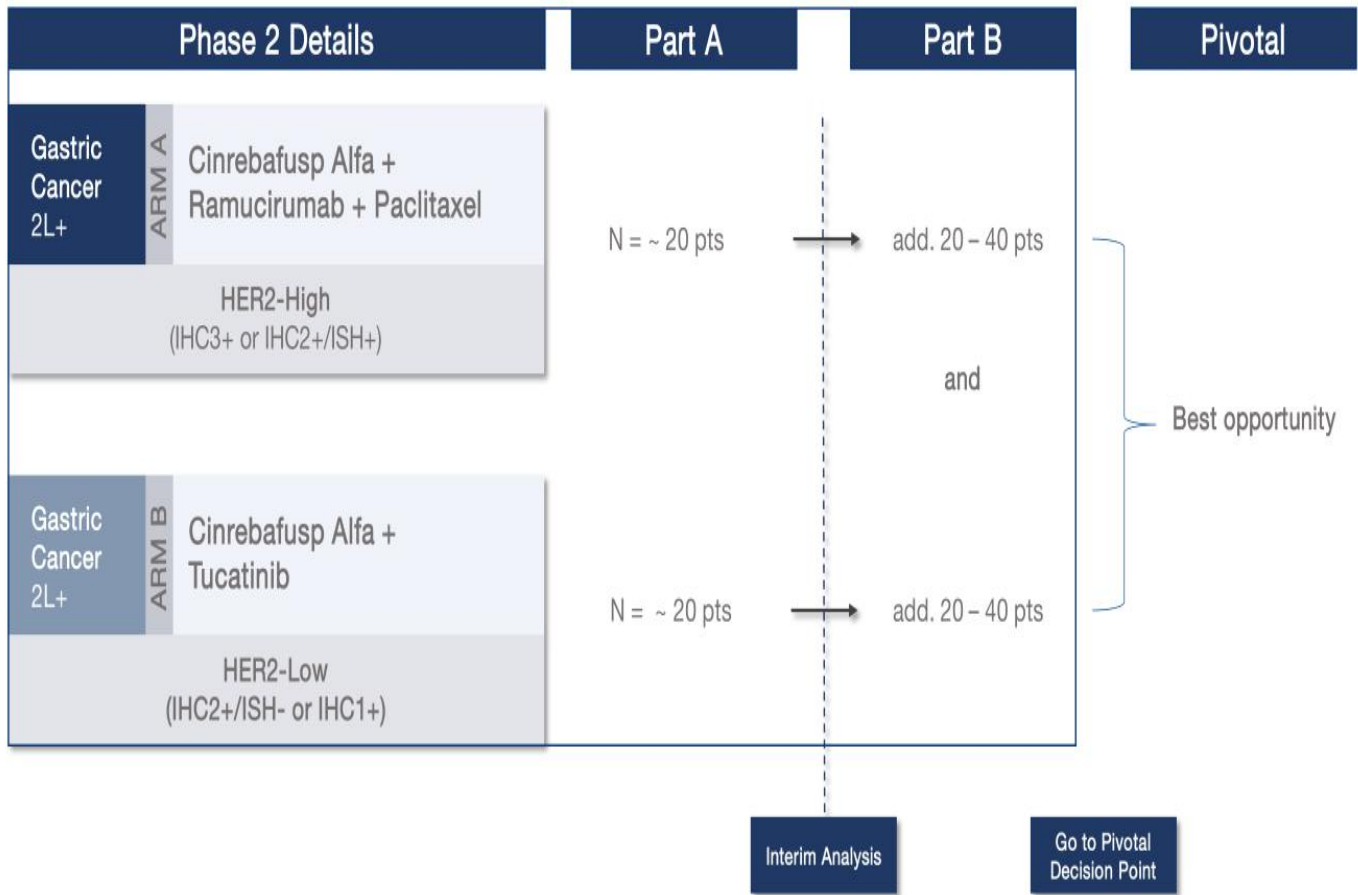 Phase 2 Details
Part A
Part B
Pivotal
Gastric
Cancer
2L+
ARM A
Cinrebafusp Alfa +
Ramucirumab + Paclitaxel
N = ~ 20 pts
add. 20 – 40 pts
HER2-High
(IHC3+ or IHC2+/ISH+)
and
Best opportunity
Gastric
Cancer
2L+
ARM B
Cinrebafusp Alfa +
Tucatinib
N = ~ 20 pts
add. 20 – 40 pts
HER2-Low
(IHC2+/ISH- or IHC1+)
Interim Analysis
Go to Pivotal
Decision Point